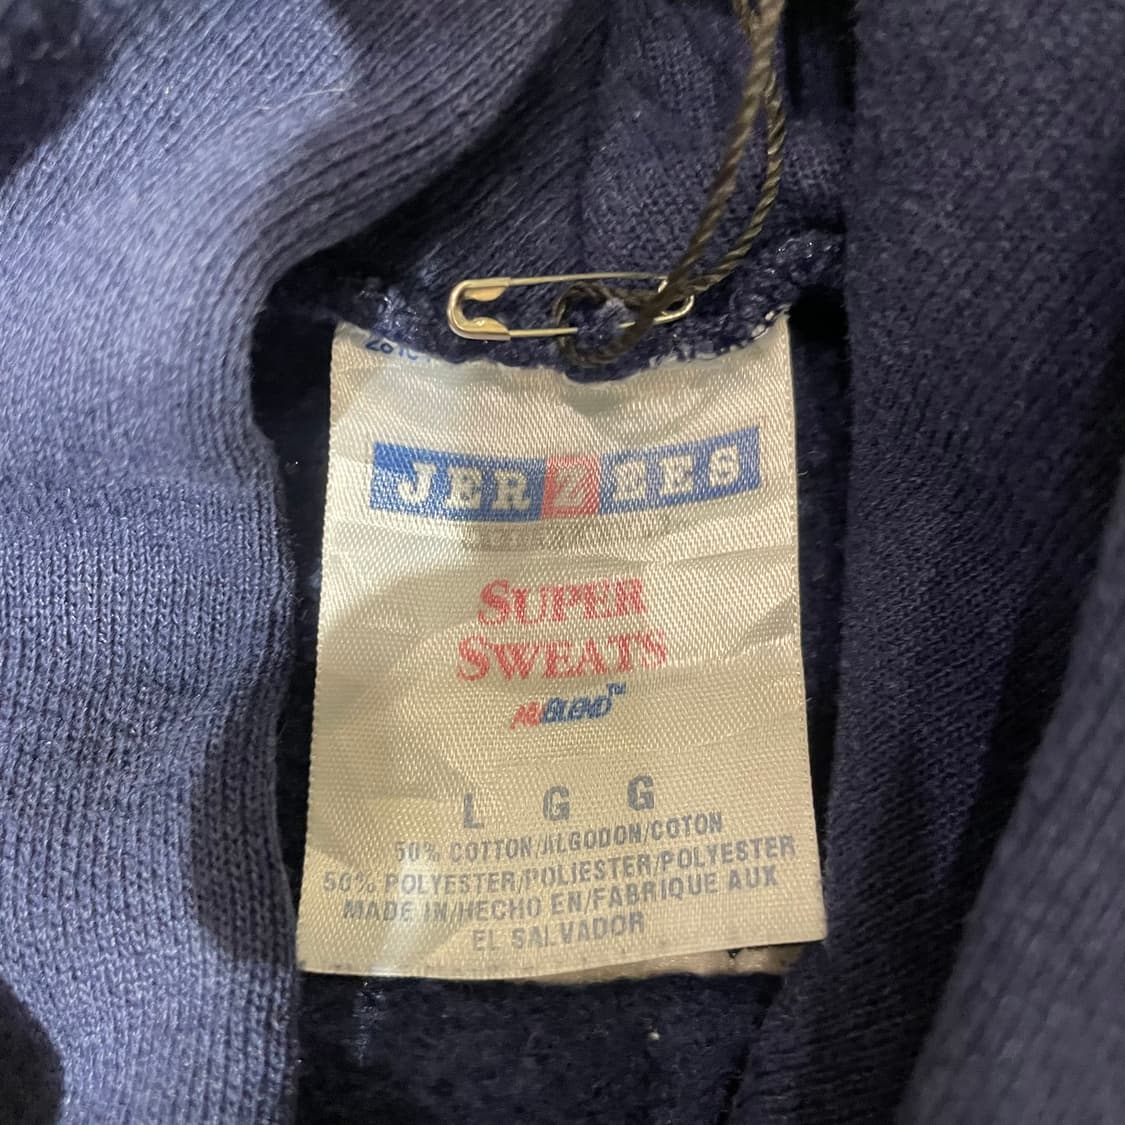 JERZEES
SUPER
SWEATS
NuBLEND™
L G G
50% COTTON/ALGODON/COTON
50% POLYESTER/POLIESTER/POLYESTER
MADE IN/HECHO EN/FABRIQUE AUX
EL SALVADOR